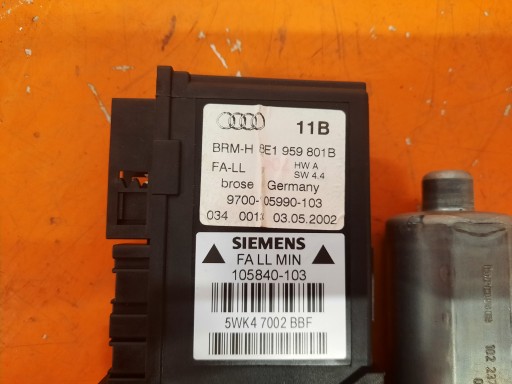 11B
BRM-H 8E1 959 801B
FA-LL HW A
SW 4.4
brose Germany
9700-05990-103
034 001 03.05.2002
SIEMENS
FA LL MIN
105840-103
5WK4 7002 BBF